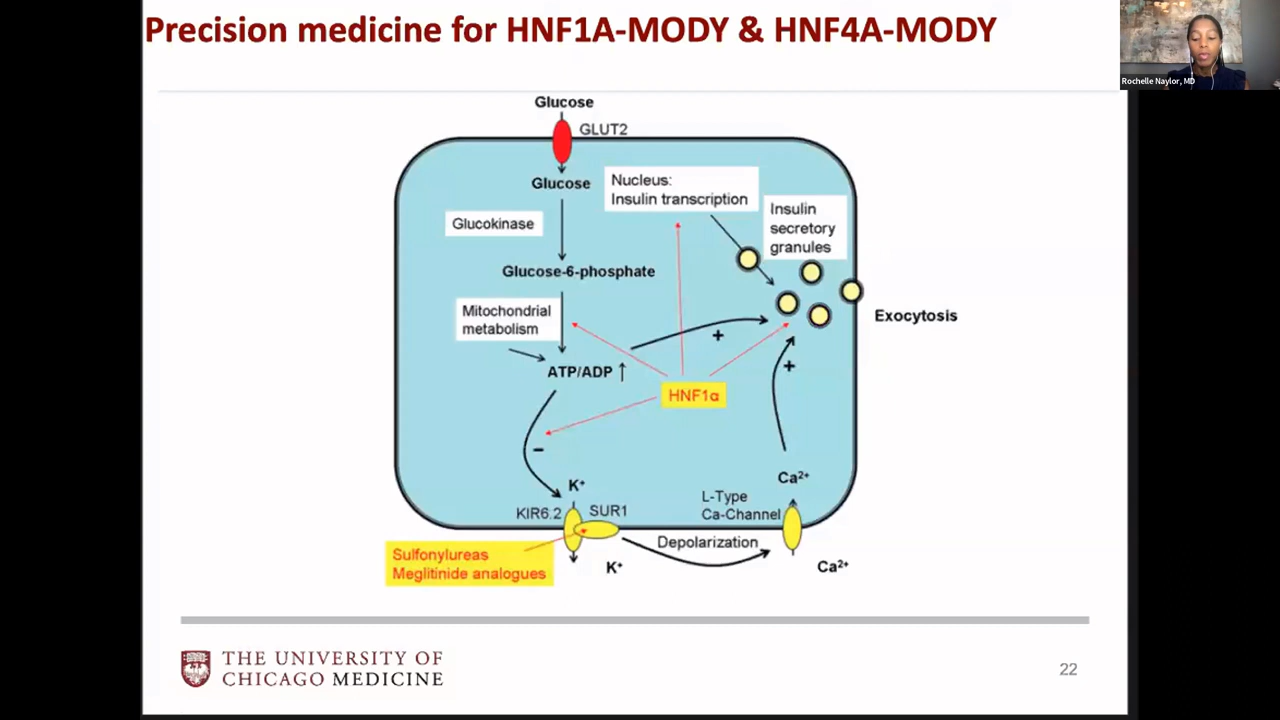 Precision medicine for HNF1A-MODY & HNF4A-MODY
Rochelle Naylor, MD
Glucose
GLUT2
Glucose
Nucleus:
Insulin transcription
Insulin
secretory
granules
Glucokinase
Glucose-6-phosphate
Mitochondrial
metabolism
Exocytosis
+
+
ATP/ADP ↑
HNF1α
–
K⁺
Ca²⁺
L-Type
Ca-Channel
KIR6.2
SUR1
Depolarization
Sulfonylureas
Meglitinide analogues
K⁺
Ca²⁺
THE UNIVERSITY OF
CHICAGO MEDICINE
22